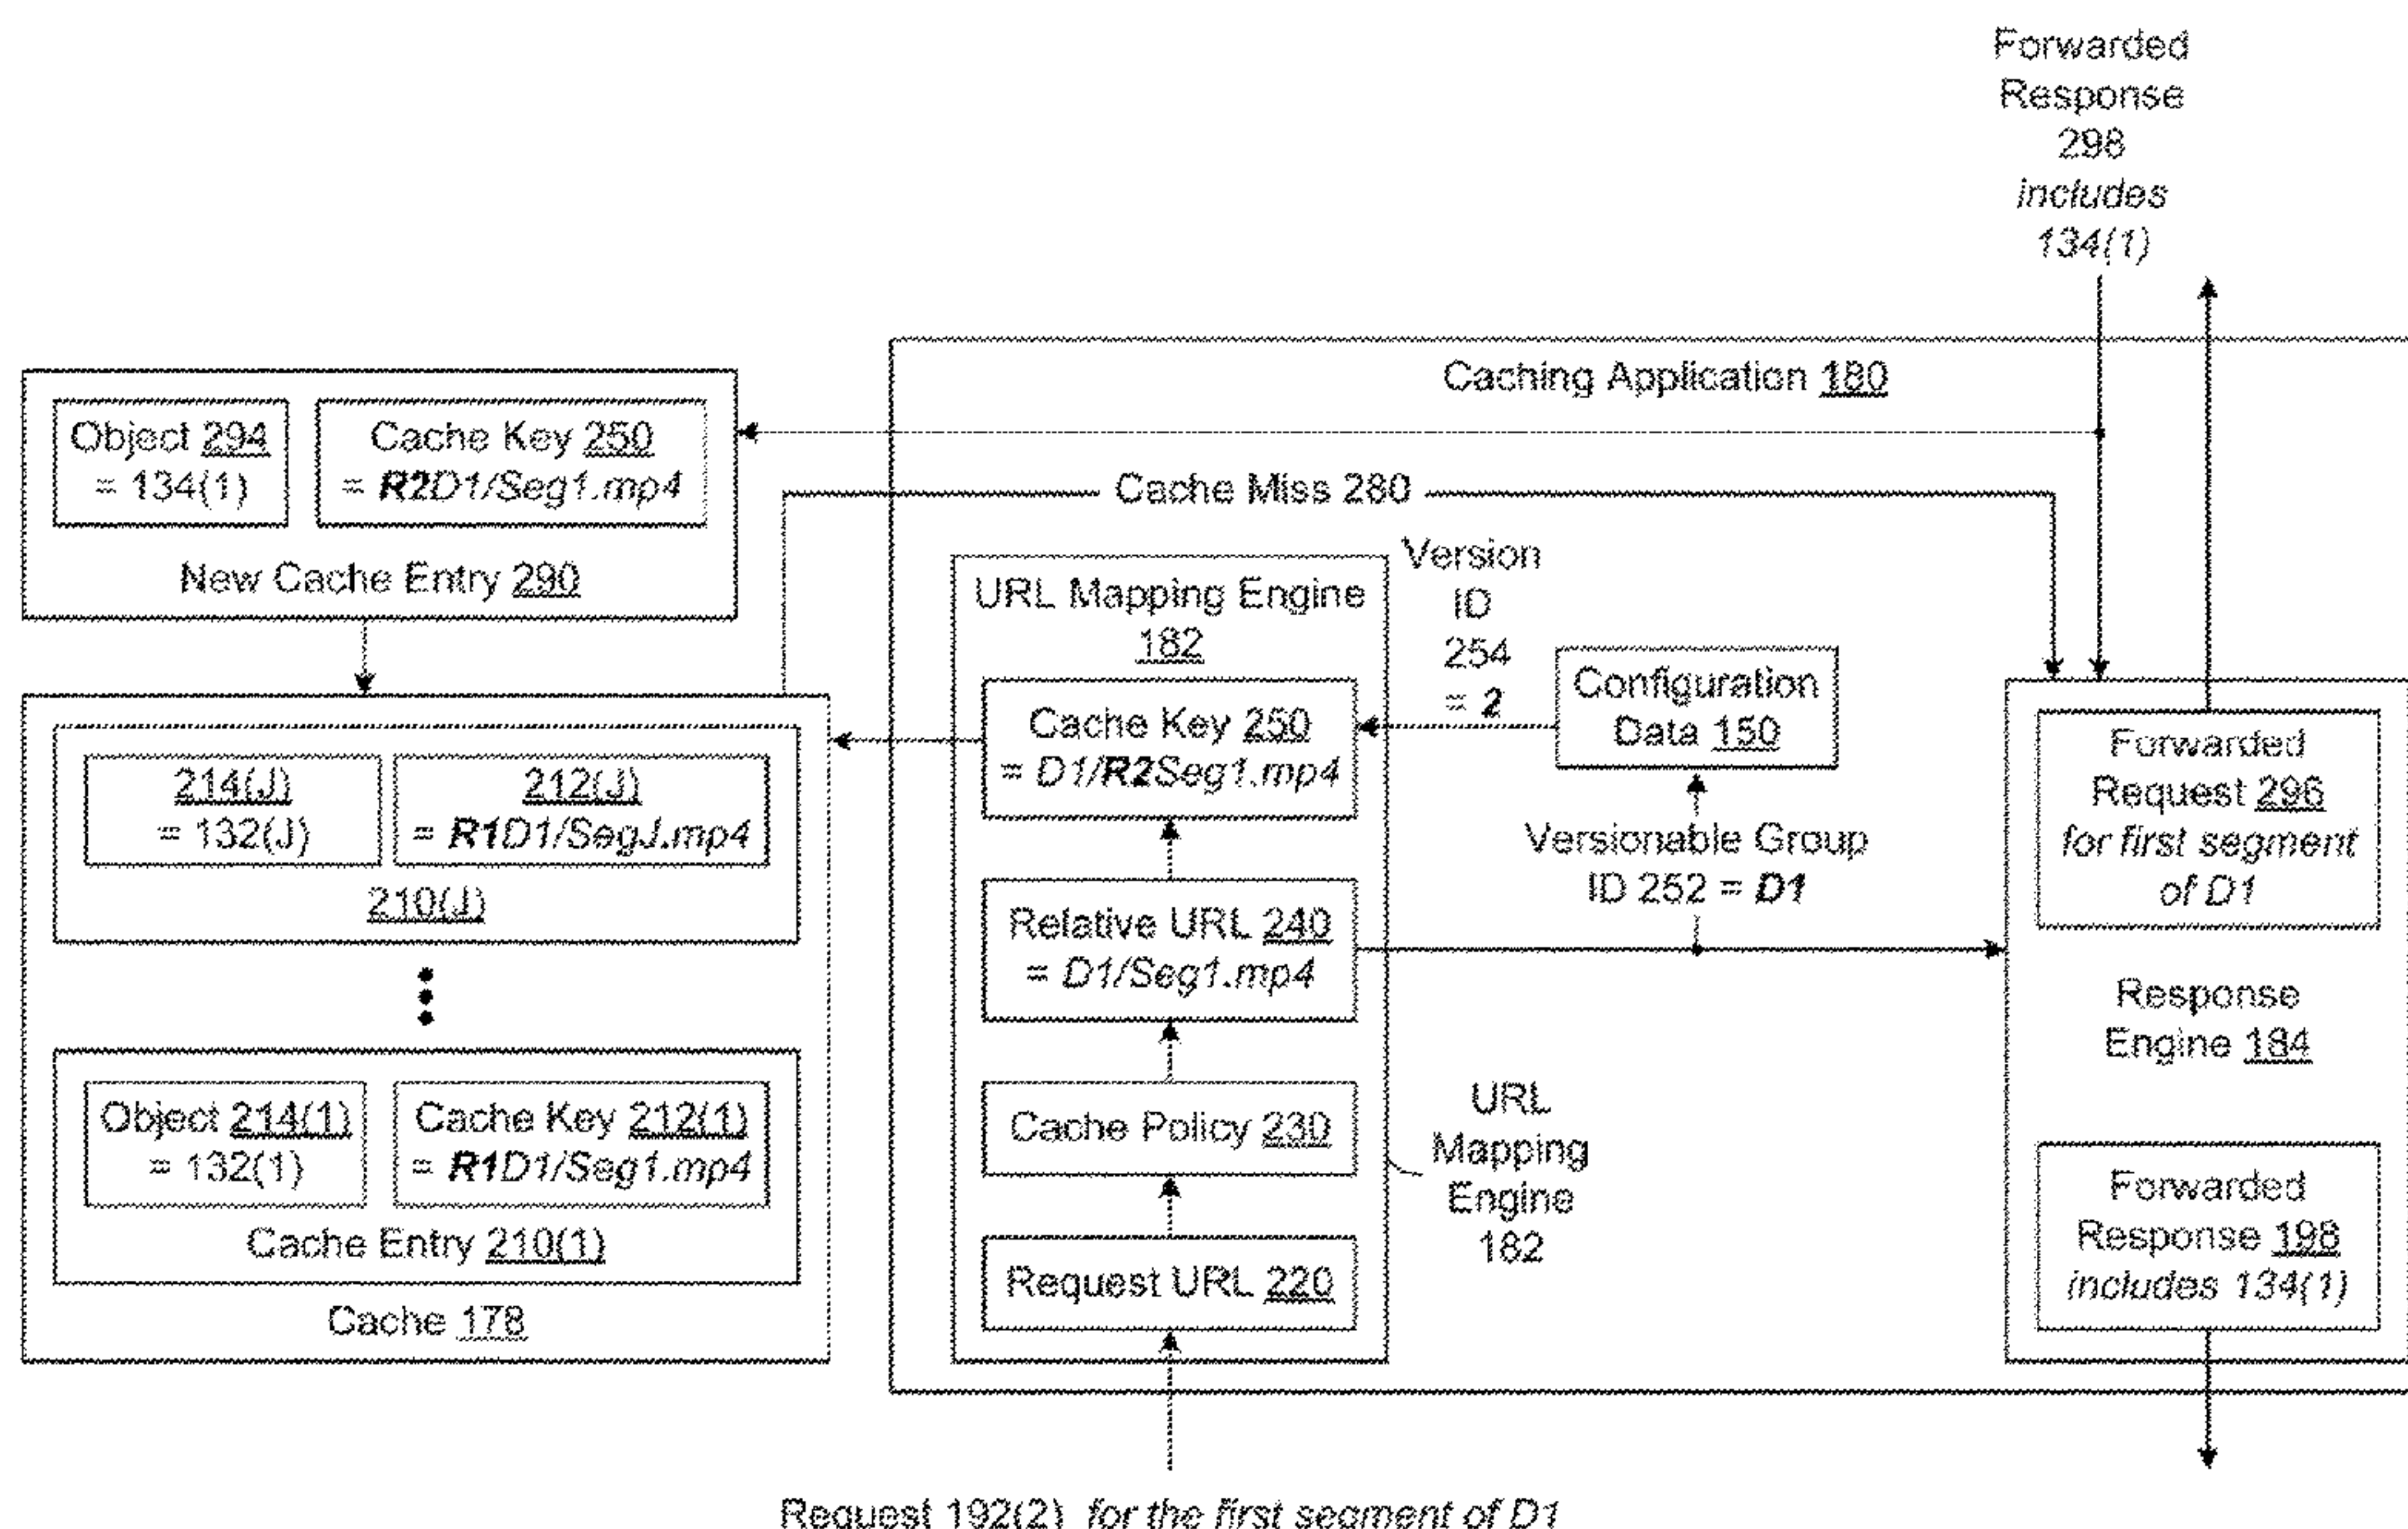 Forwarded
Response
298
includes
134(1)
Caching Application 180
Object 294
= 134(1)
Cache Key 250
= R2D1/Seg1.mp4
New Cache Entry 290
Cache Miss 280
Version
ID
254
= 2
URL Mapping Engine
182
Cache Key 250
= D1/R2Seg1.mp4
Configuration
Data 150
Versionable Group
ID 252 = D1
Relative URL 240
= D1/Seg1.mp4
Cache Policy 230
Request URL 220
URL
Mapping
Engine
182
214(J)
= 132(J)
212(J)
= R1D1/SegJ.mp4
210(J)
Object 214(1)
= 132(1)
Cache Key 212(1)
= R1D1/Seg1.mp4
Cache Entry 210(1)
Cache 178
Forwarded
Request 296
for first segment
of D1
Response
Engine 184
Forwarded
Response 198
includes 134(1)
Request 192(2) for the first segment of D1